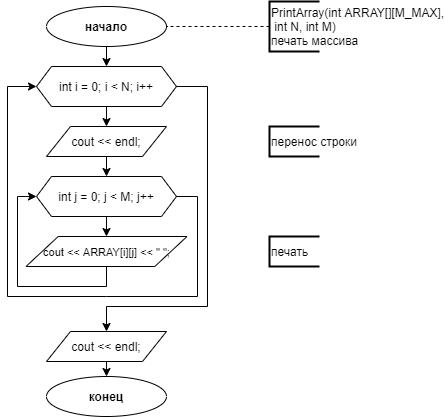 начало
PrintArray(int ARRAY[][M_MAX],
int N, int M)
печать массива
int i = 0; i < N; i++
cout << endl;
перенос строки
int j = 0; j < M; j++
cout << ARRAY[i][j] << " ";
печать
cout << endl;
конец